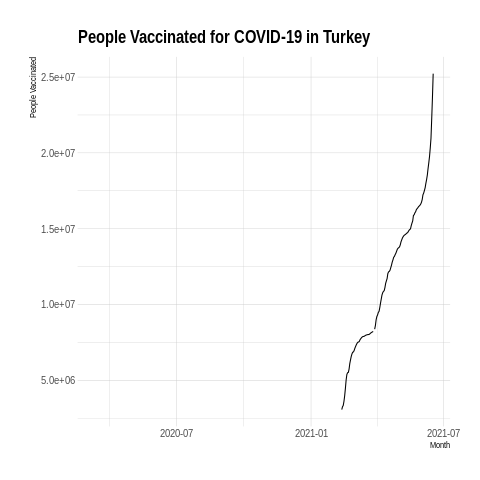 People Vaccinated for COVID-19 in Turkey
People Vaccinated
2.5e+07
2.0e+07
1.5e+07
1.0e+07
5.0e+06
2020-07
2021-01
2021-07
Month